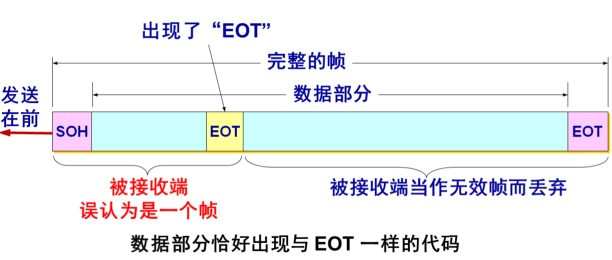 出现了“EOT”
完整的帧
数据部分
发送
在前
SOH
EOT
EOT
被接收端
误认为是一个帧
被接收端当作无效帧而丢弃
数据部分恰好出现与 EOT 一样的代码